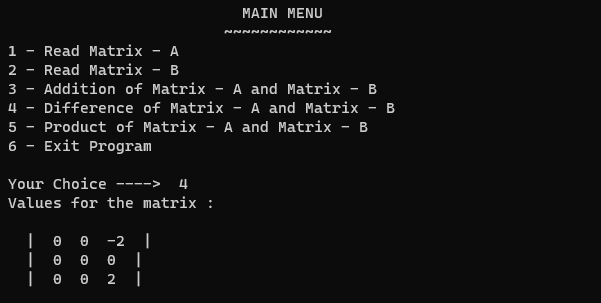 MAIN MENU
~~~~~~~~~~~~
1 - Read Matrix - A
2 - Read Matrix - B
3 - Addition of Matrix - A and Matrix - B
4 - Difference of Matrix - A and Matrix - B
5 - Product of Matrix - A and Matrix - B
6 - Exit Program
Your Choice ----> 4
Values for the matrix :
| 0 0 -2 |
| 0 0 0 |
| 0 0 2 |